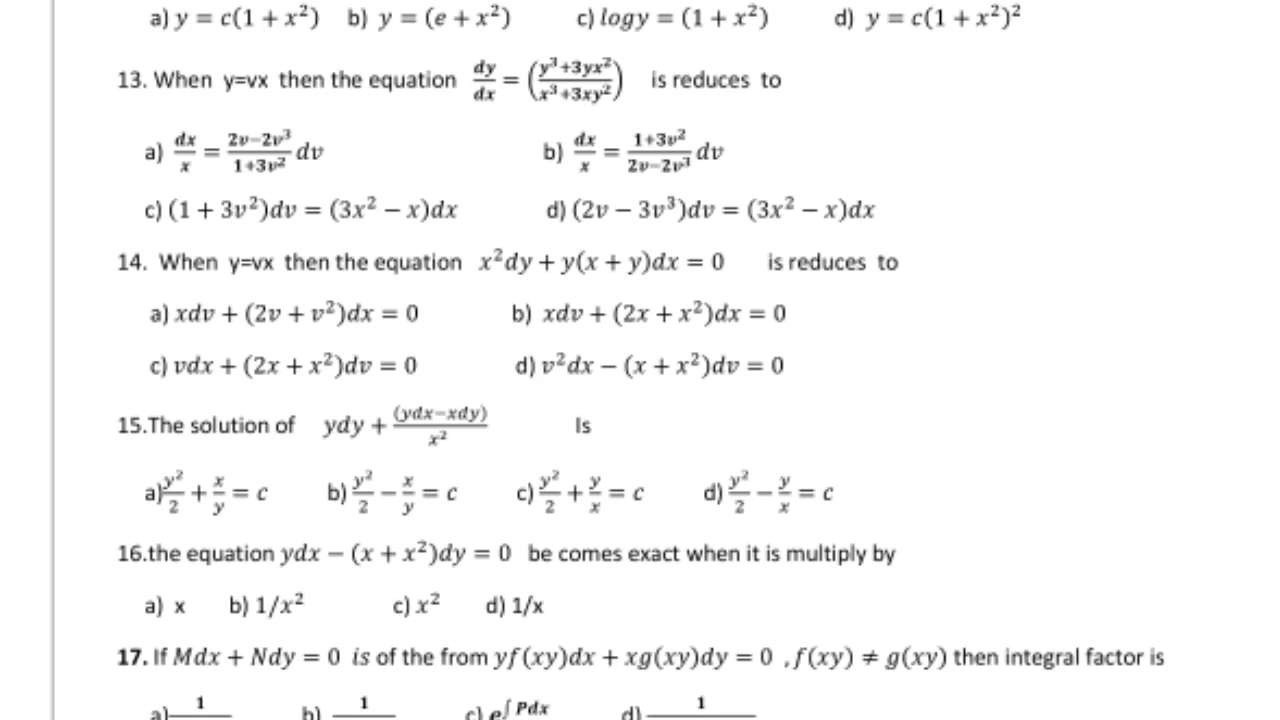 a) y = c(1 + x²) b) y = (e + x²) c) logy = (1 + x²) d) y = c(1 + x²)²
13. When y=vx then the equation dy/dx = (y³+3yx²/x³+3xy²) is reduces to
a) dx/x = 2v−2v³/1+3v² dv b) dx/x = 1+3v²/2v−2v³ dv
c) (1 + 3v²)dv = (3x² − x)dx d) (2v − 3v³)dv = (3x² − x)dx
14. When y=vx then the equation x²dy + y(x + y)dx = 0 is reduces to
a) xdv + (2v + v²)dx = 0 b) xdv + (2x + x²)dx = 0
c) vdx + (2x + x²)dv = 0 d) v²dx − (x + x²)dv = 0
15.The solution of ydy + (ydx−xdy)/x² Is
a) y²/2 + x/y = c b) y²/2 − x/y = c c) y²/2 + y/x = c d) y²/2 − y/x = c
16.the equation ydx − (x + x²)dy = 0 be comes exact when it is multiply by
a) x b) 1/x² c) x² d) 1/x
17. If Mdx + Ndy = 0 is of the from yf(xy)dx + xg(xy)dy = 0 ,f(xy) ≠ g(xy) then integral factor is
a) 1 b) 1 c) e∫Pdx d) 1